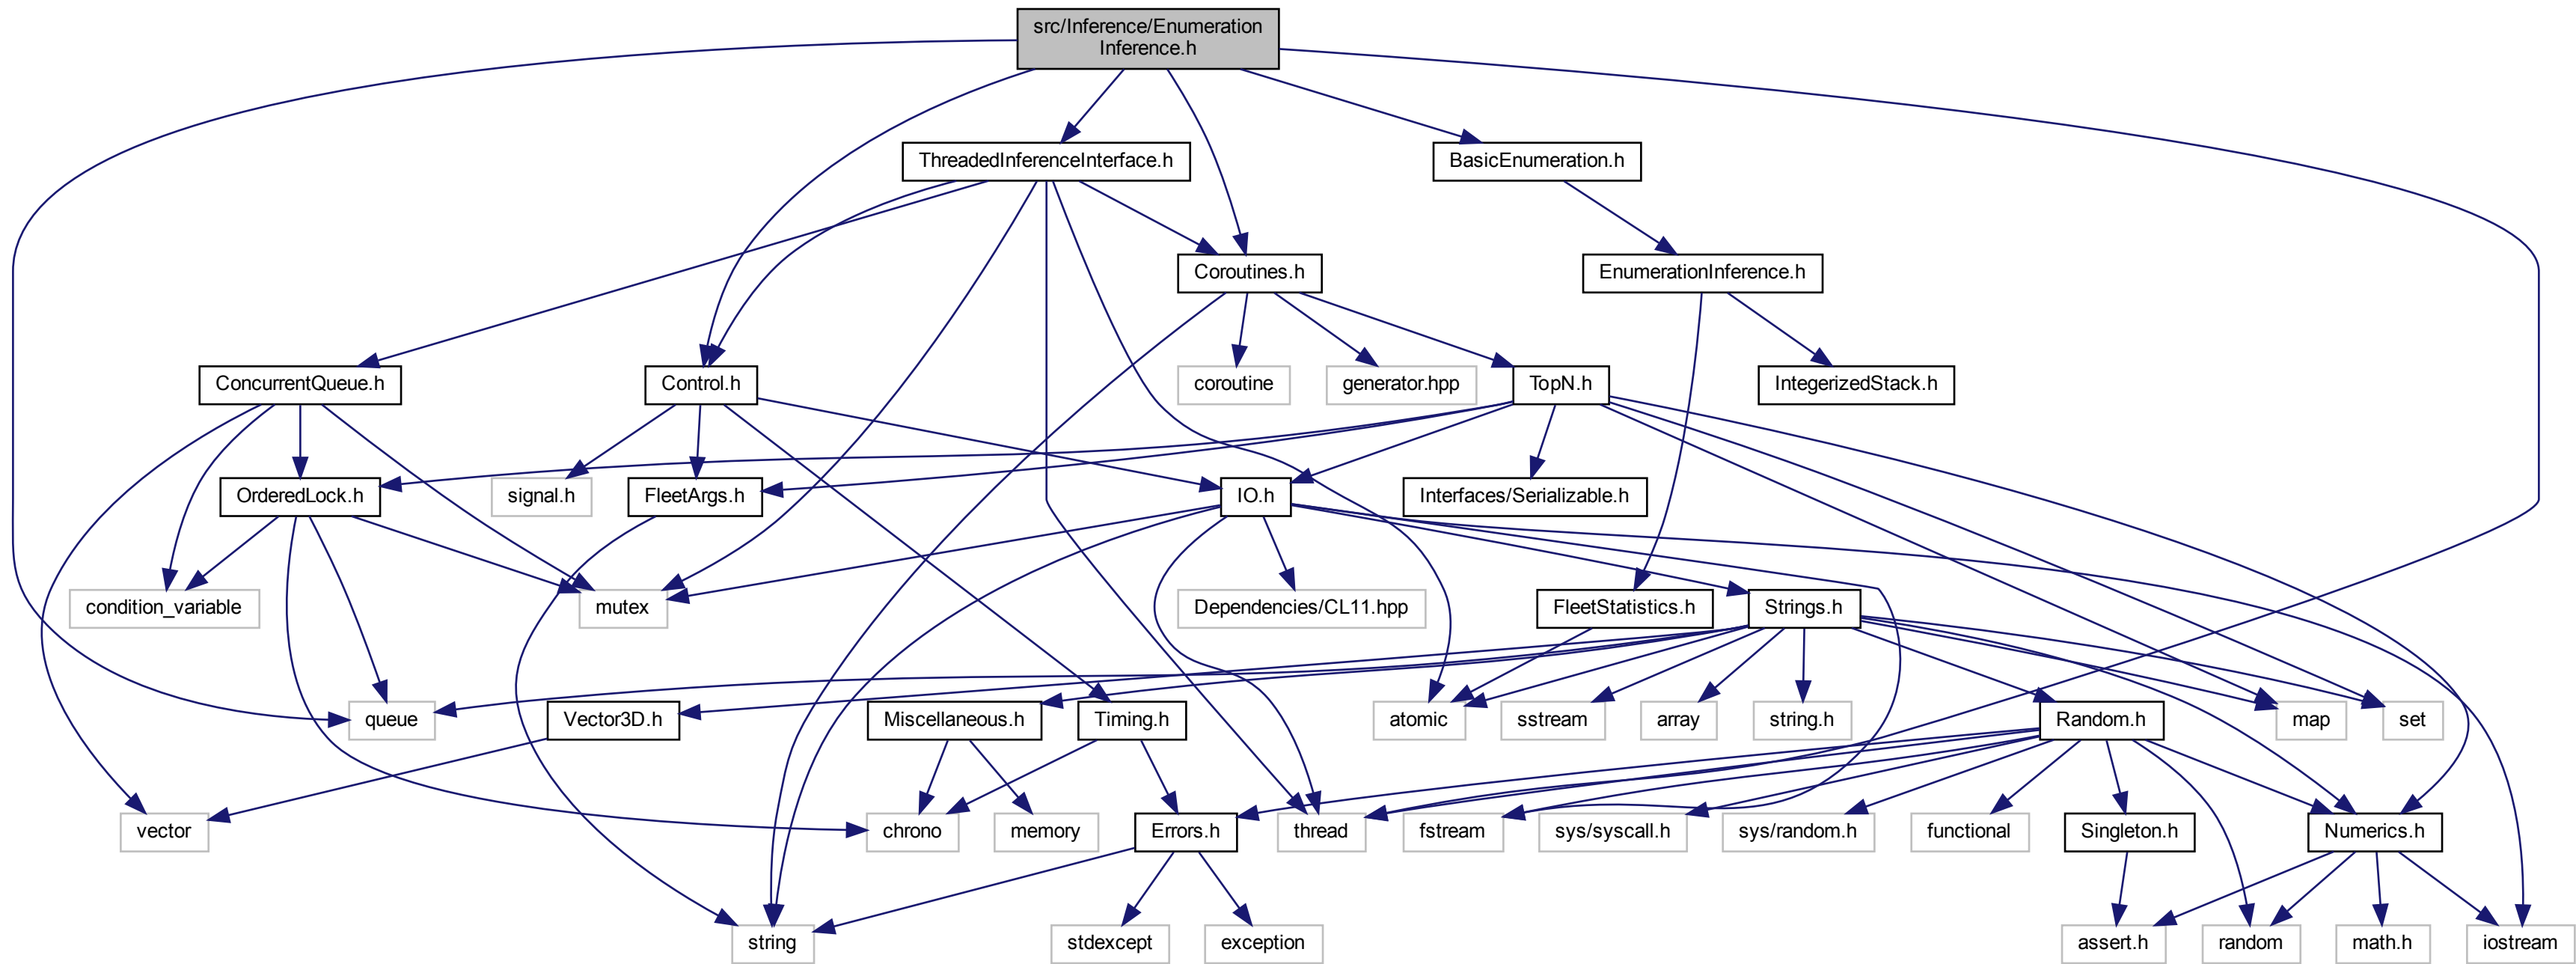 src/Inference/Enumeration
Inference.h
ThreadedInferenceInterface.h
BasicEnumeration.h
Coroutines.h
EnumerationInference.h
ConcurrentQueue.h
Control.h
coroutine
generator.hpp
TopN.h
IntegerizedStack.h
OrderedLock.h
signal.h
FleetArgs.h
IO.h
Interfaces/Serializable.h
condition_variable
mutex
Dependencies/CL11.hpp
FleetStatistics.h
Strings.h
queue
Vector3D.h
Miscellaneous.h
Timing.h
atomic
sstream
array
string.h
Random.h
map
set
vector
chrono
memory
Errors.h
thread
fstream
sys/syscall.h
sys/random.h
functional
Singleton.h
Numerics.h
string
stdexcept
exception
assert.h
random
math.h
iostream